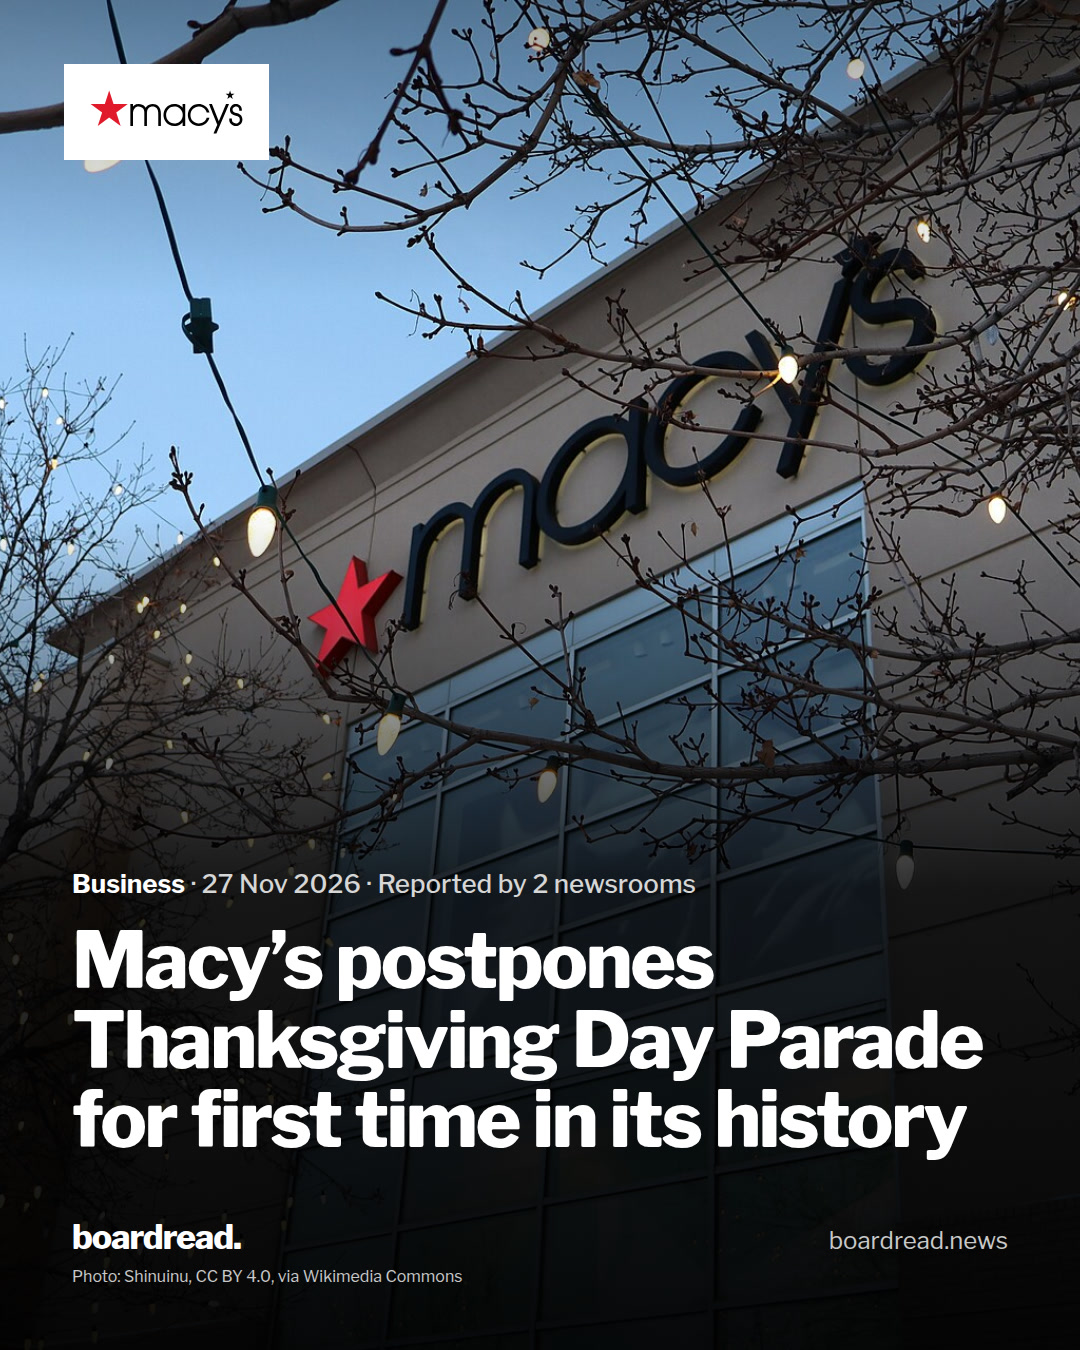 macy's
macy's
Business · 27 Nov 2026 · Reported by 2 newsrooms
Macy’s postpones
Thanksgiving Day Parade
for first time in its history
boardread.
boardread.news
Photo: Shinuinu, CC BY 4.0, via Wikimedia Commons